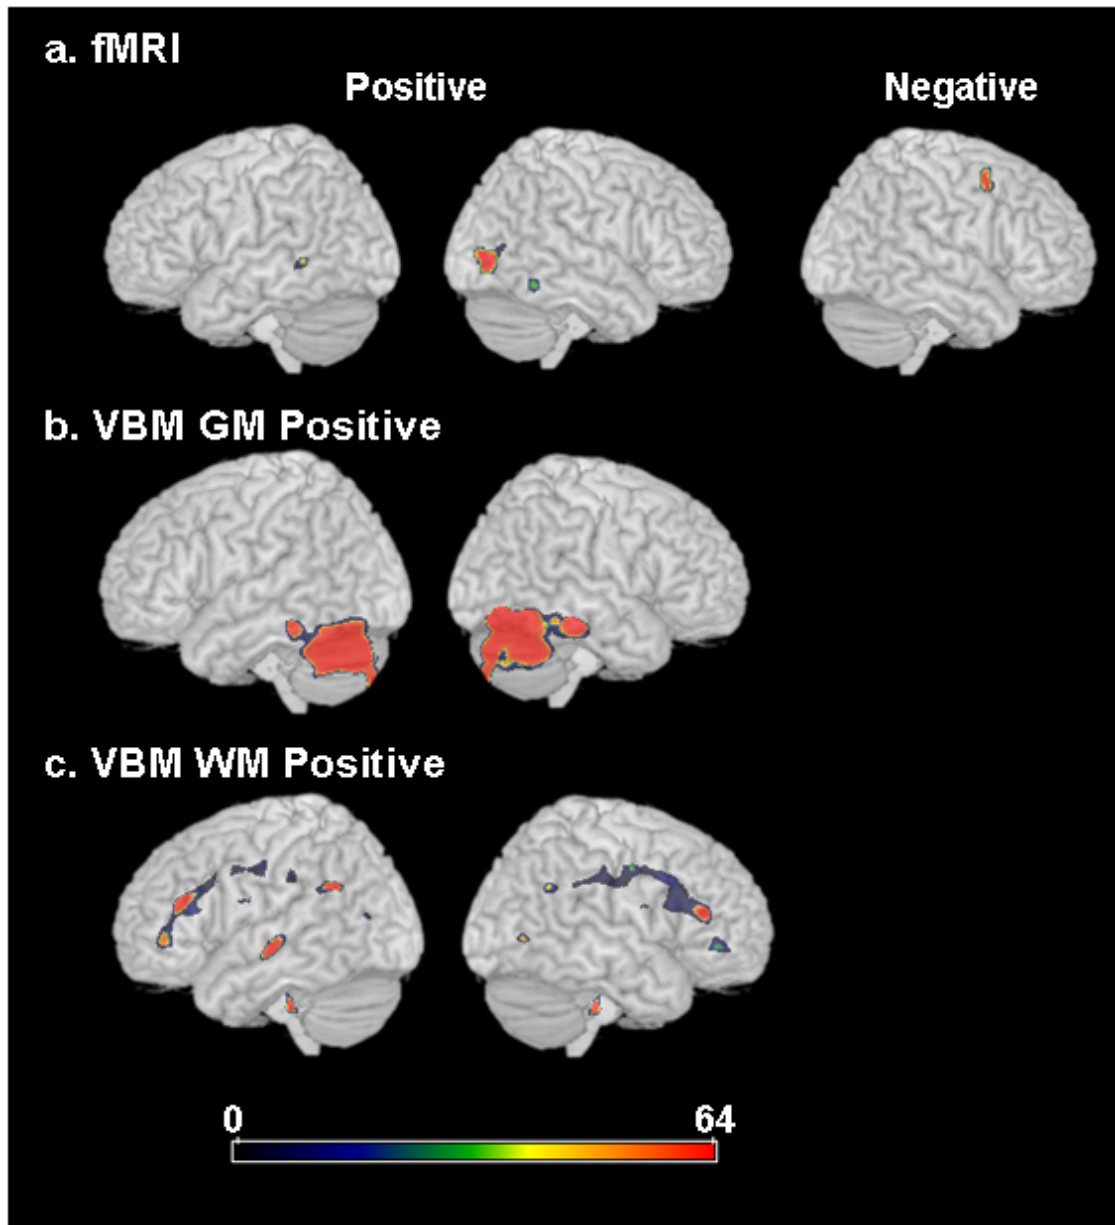 a. fMRI
Positive Negative
b. VBM GM Positive
c. VBM WM Positive
0 64